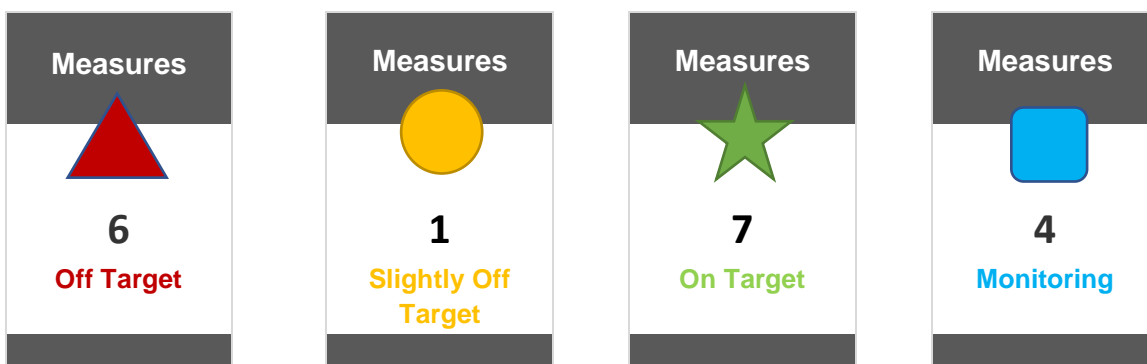 Measures
6
Off Target
Measures
1
Slightly Off
Target
Measures
7
On Target
Measures
4
Monitoring